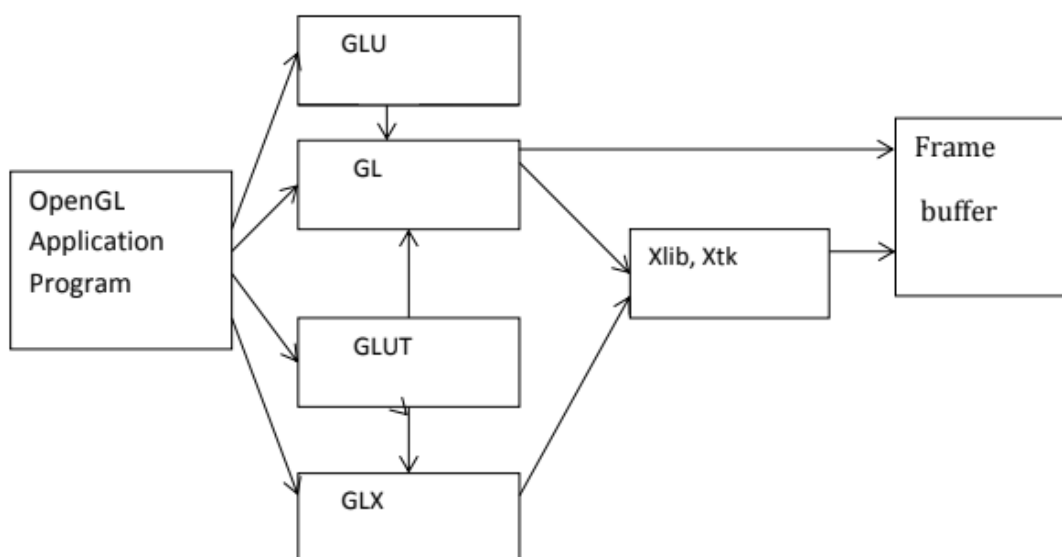 GLU
GL
OpenGL
Application
Program
Frame
buffer
Xlib, Xtk
GLUT
GLX